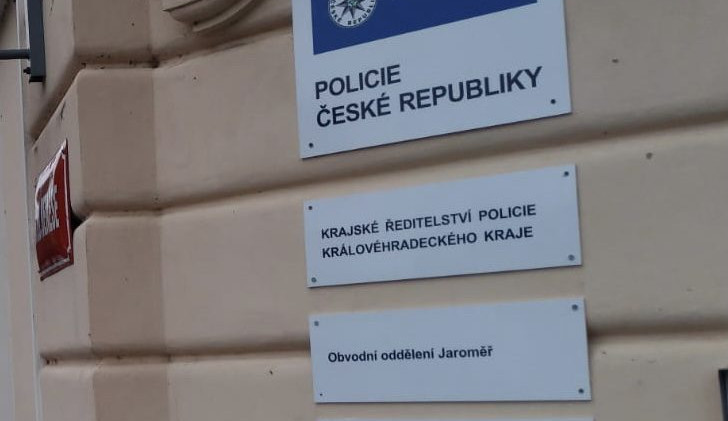 POLICIE
ČESKÉ REPUBLIKY
KRAJSKÉ ŘEDITELSTVÍ POLICIE
KRÁLOVÉHRADECKÉHO KRAJE
Obvodní oddělení Jaroměř